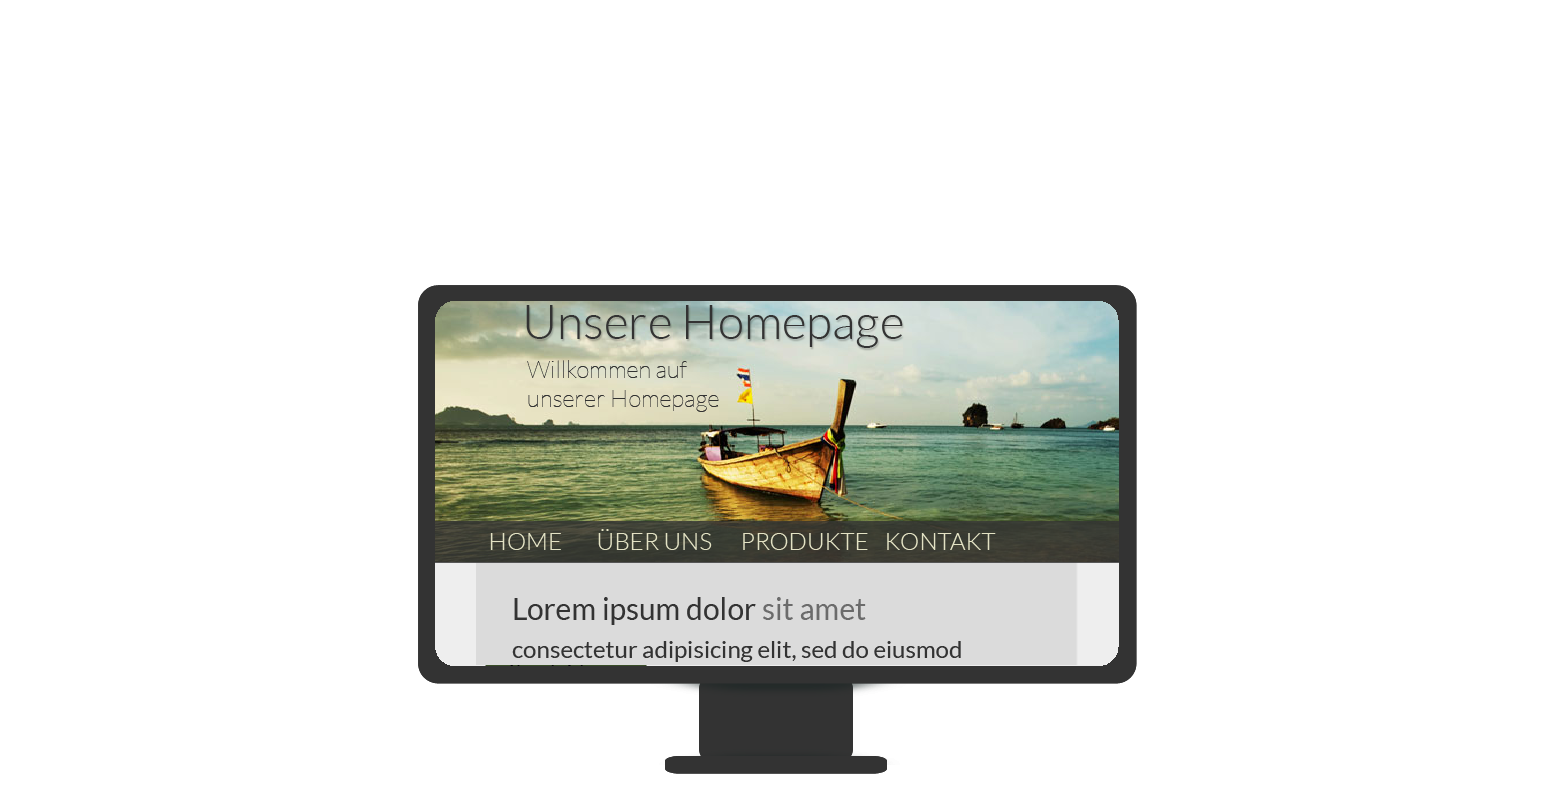 Unsere Homepage
Willkommen auf
unserer Homepage
HOME ÜBER UNS PRODUKTE KONTAKT
Lorem ipsum dolor sit amet
consectetur adipisicing elit, sed do eiusmod